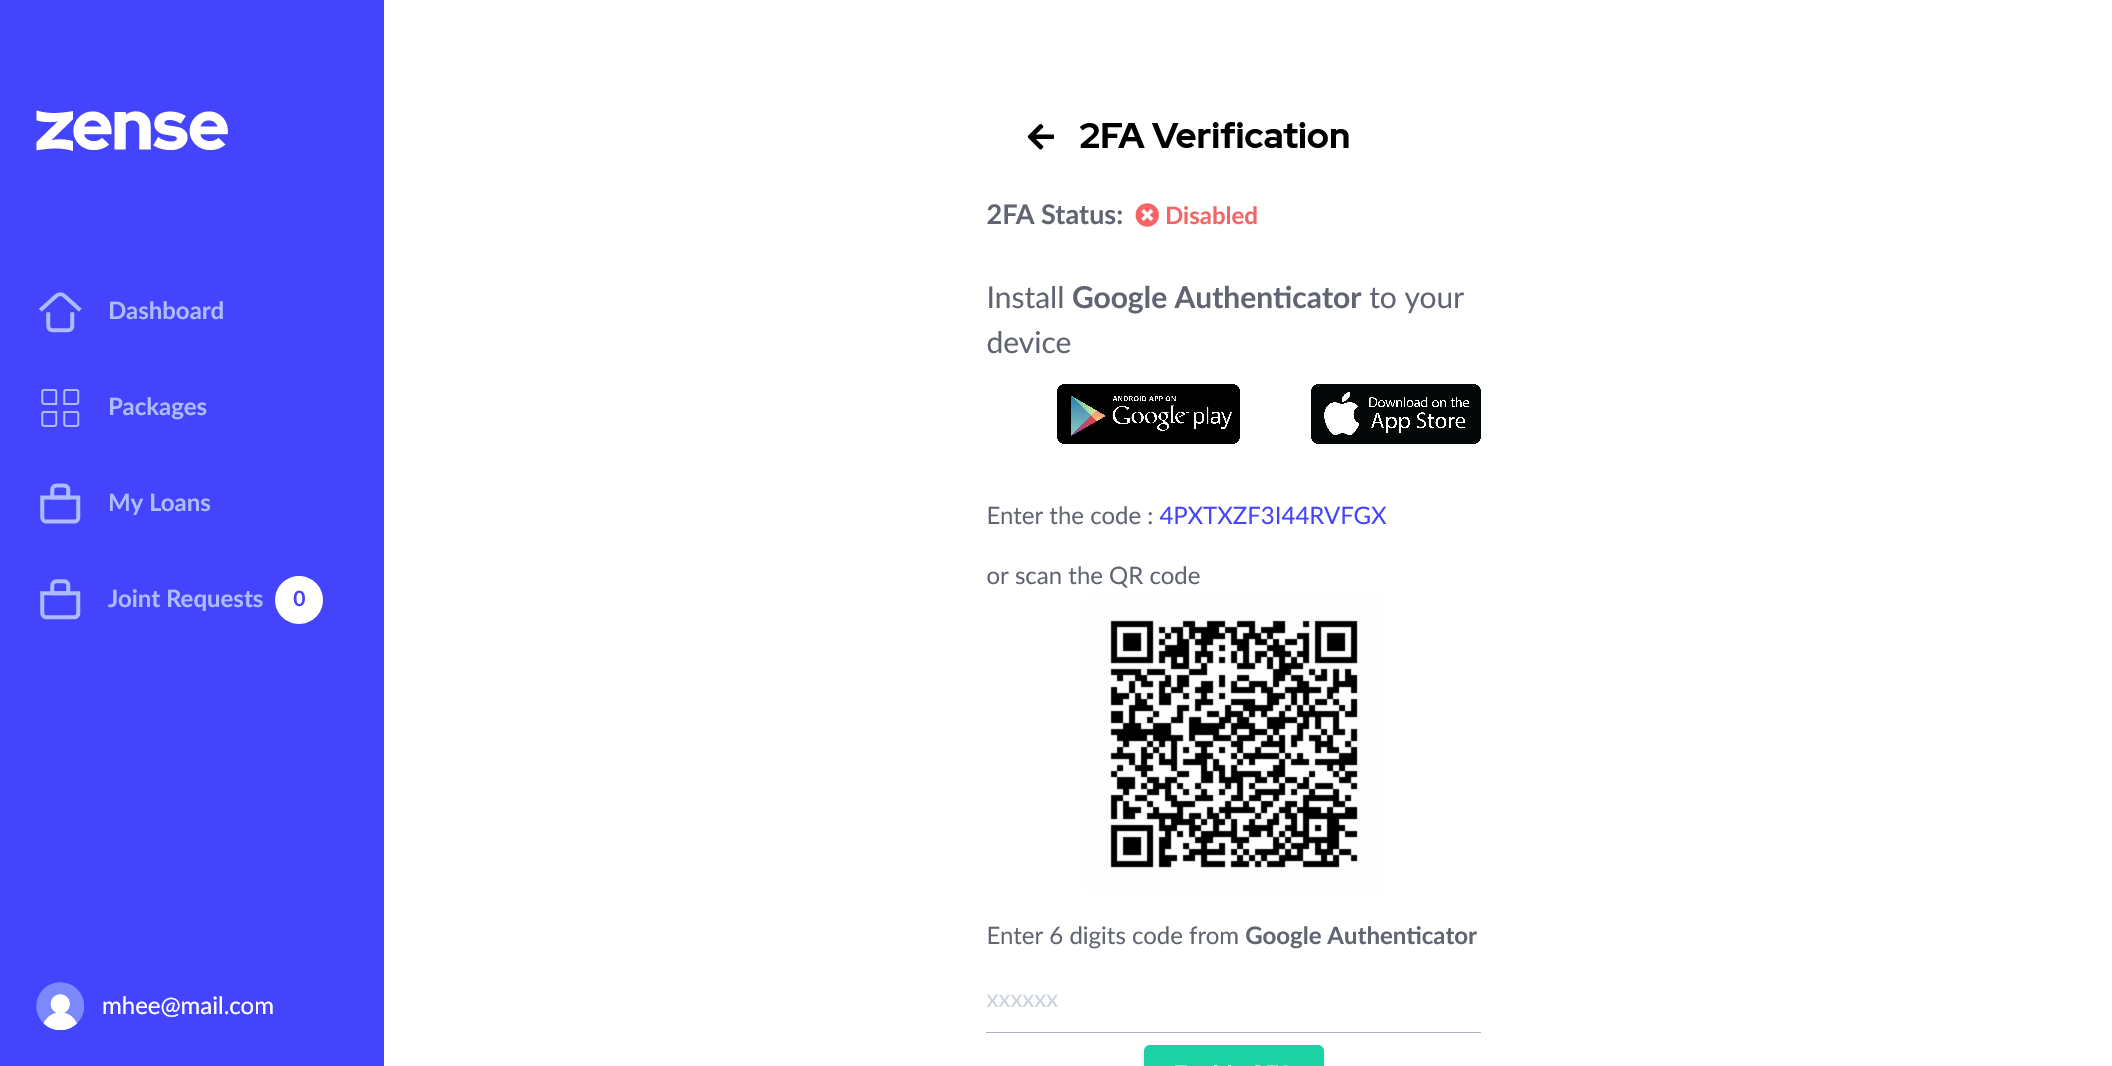 zense
Dashboard
Packages
My Loans
Joint Requests 0
mhee@mail.com
2FA Verification
2FA Status: Disabled
Install Google Authenticator to your
device
ANDROID APP ON
Google play
Download on the
App Store
Enter the code : 4PXTXZF3I44RVFGX
or scan the QR code
Enter 6 digits code from Google Authenticator
xxxxxx